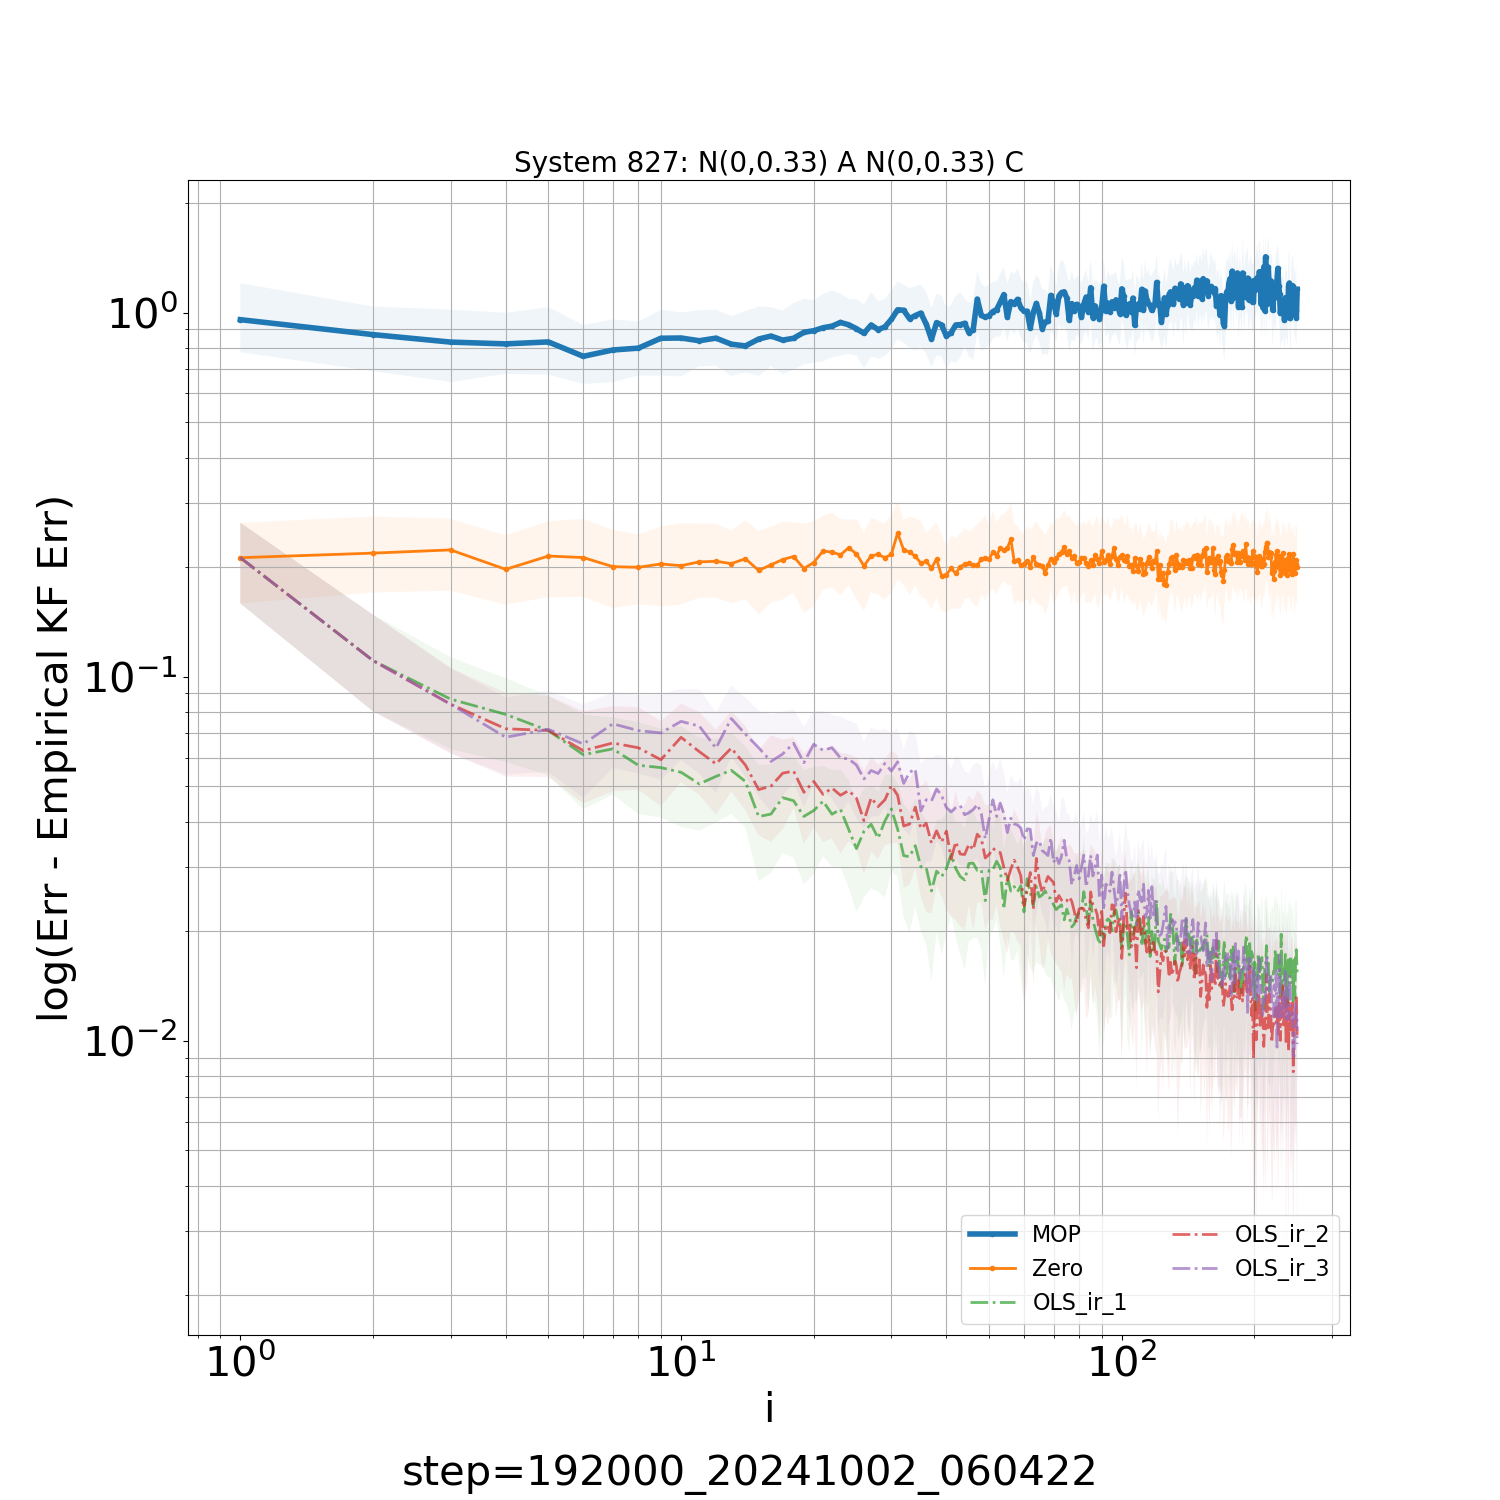 System 827: N(0,0.33) A N(0,0.33) C
log(Err - Empirical KF Err)
10⁰
10⁻¹
10⁻²
MOP
Zero
OLS_ir_1
OLS_ir_2
OLS_ir_3
10⁰ 10¹ 10²
i
step=192000_20241002_060422